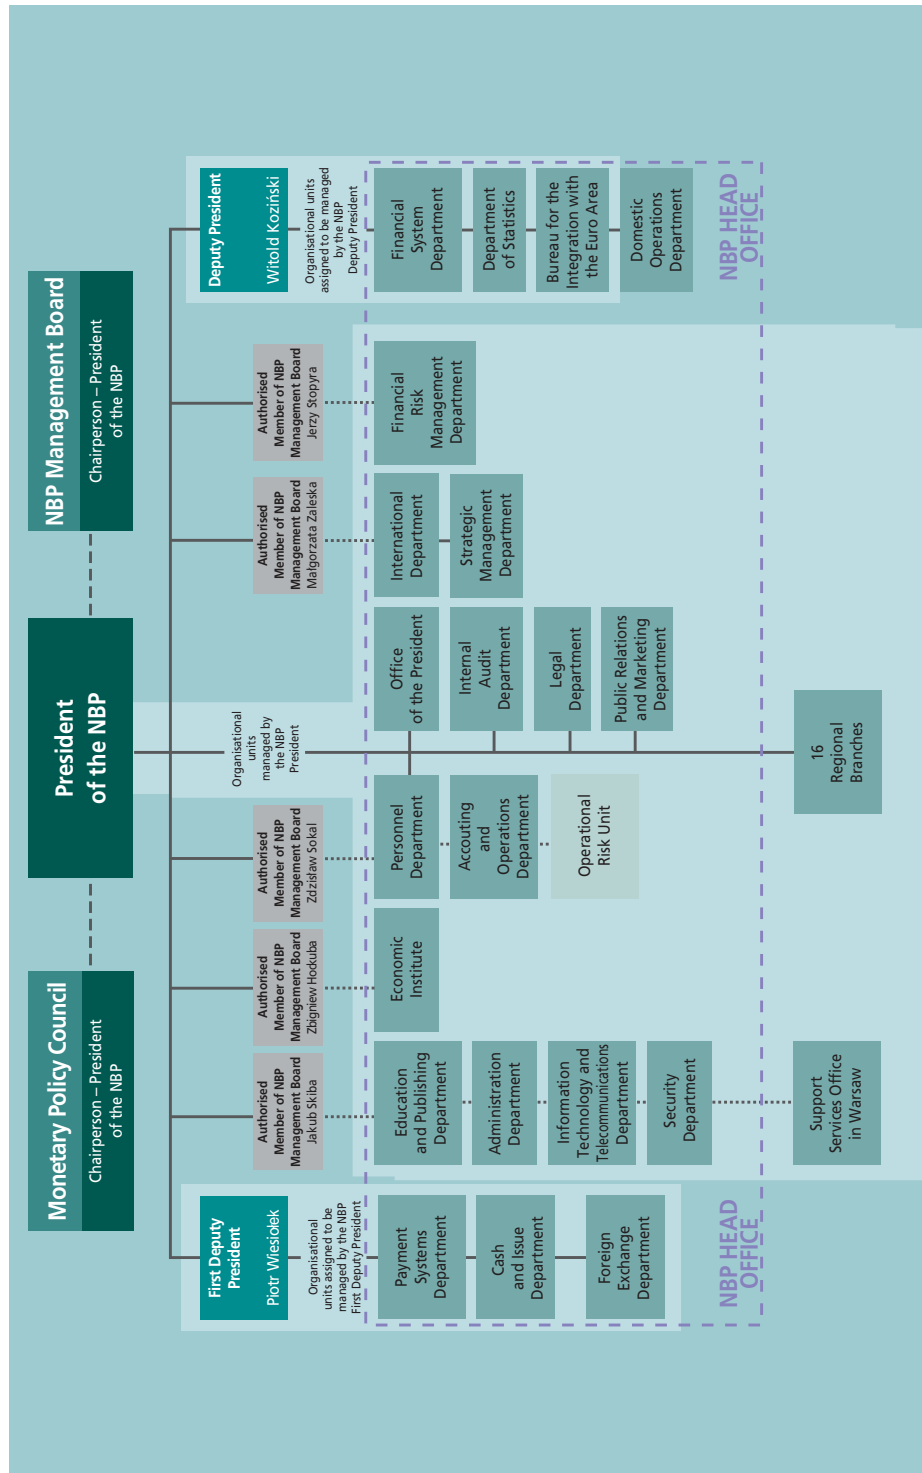 Monetary Policy Council
Chairperson – President
of the NBP
President
of the NBP
NBP Management Board
Chairperson – President
of the NBP
First Deputy
President
Piotr Wiesiołek
Organisational
units assigned to be
managed by the NBP
First Deputy President
Payment
Systems
Department
Cash
and Issue
Department
Foreign
Exchange
Department
Authorised
Member of NBP
Management Board
Jakub Skiba
Education
and Publishing
Department
Administration
Department
Information
Technology and
Telecommunications
Department
Security
Department
Support
Services Office
in Warsaw
Authorised
Member of NBP
Management Board
Zbigniew Hockuba
Economic
Institute
Authorised
Member of NBP
Management Board
Zdzisław Sokal
Personnel
Department
Accouting
and
Operations
Department
Operational
Risk Unit
Organisational
units
managed by
the NBP
President
Office
of the President
Internal
Audit
Department
Legal
Department
Public Relations
and Marketing
Department
16
Regional
Branches
Authorised
Member of NBP
Management Board
Małgorzata Zaleska
International
Department
Strategic
Management
Department
Authorised
Member of NBP
Management Board
Jerzy Stopyra
Financial
Risk
Management
Department
Deputy President
Witold Koziński
Organisational units
assigned to be managed
by the NBP
Deputy President
Financial
System
Department
Department
of Statistics
Bureau for the
Integration with
the Euro Area
Domestic
Operations
Department
NBP HEAD
OFFICE
NBP HEAD
OFFICE